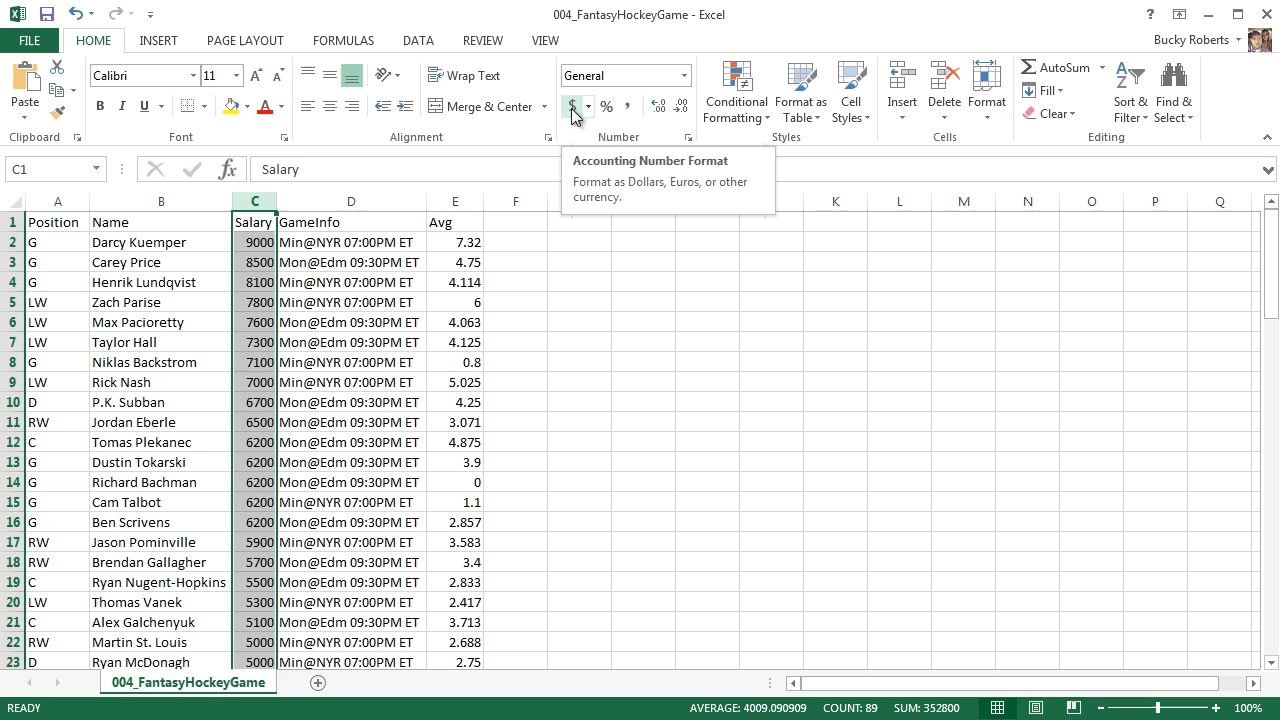 004_FantasyHockeyGame - Excel
FILE HOME INSERT PAGE LAYOUT FORMULAS DATA REVIEW VIEW Bucky Roberts
Paste
Clipboard
Calibri 11
B I U A
Font
Wrap Text
Merge & Center
Alignment
General
$ % ,
Number
Conditional Formatting
Format as Table
Cell Styles
Styles
Insert Delete Format
Cells
AutoSum
Fill
Clear
Sort & Filter
Find & Select
Editing
C1 fx Salary
Accounting Number Format
Format as Dollars, Euros, or other
currency.
A B C D E F K L M N O P Q
1 Position Name Salary GameInfo Avg
2 G Darcy Kuemper 9000 Min@NYR 07:00PM ET 7.32
3 G Carey Price 8500 Mon@Edm 09:30PM ET 4.75
4 G Henrik Lundqvist 8100 Min@NYR 07:00PM ET 4.114
5 LW Zach Parise 7800 Min@NYR 07:00PM ET 6
6 LW Max Pacioretty 7600 Mon@Edm 09:30PM ET 4.063
7 LW Taylor Hall 7300 Mon@Edm 09:30PM ET 4.125
8 G Niklas Backstrom 7100 Min@NYR 07:00PM ET 0.8
9 LW Rick Nash 7000 Min@NYR 07:00PM ET 5.025
10 D P.K. Subban 6700 Mon@Edm 09:30PM ET 4.25
11 RW Jordan Eberle 6500 Mon@Edm 09:30PM ET 3.071
12 C Tomas Plekanec 6200 Mon@Edm 09:30PM ET 4.875
13 G Dustin Tokarski 6200 Mon@Edm 09:30PM ET 3.9
14 G Richard Bachman 6200 Mon@Edm 09:30PM ET 0
15 G Cam Talbot 6200 Min@NYR 07:00PM ET 1.1
16 G Ben Scrivens 6200 Mon@Edm 09:30PM ET 2.857
17 RW Jason Pominville 5900 Min@NYR 07:00PM ET 3.583
18 RW Brendan Gallagher 5700 Mon@Edm 09:30PM ET 3.4
19 C Ryan Nugent-Hopkins 5500 Mon@Edm 09:30PM ET 2.833
20 LW Thomas Vanek 5300 Min@NYR 07:00PM ET 2.417
21 C Alex Galchenyuk 5100 Mon@Edm 09:30PM ET 3.713
22 RW Martin St. Louis 5000 Min@NYR 07:00PM ET 2.688
23 D Ryan McDonagh 5000 Min@NYR 07:00PM ET 2.75
004_FantasyHockeyGame
READY AVERAGE: 4009.090909 COUNT: 89 SUM: 352800 100%